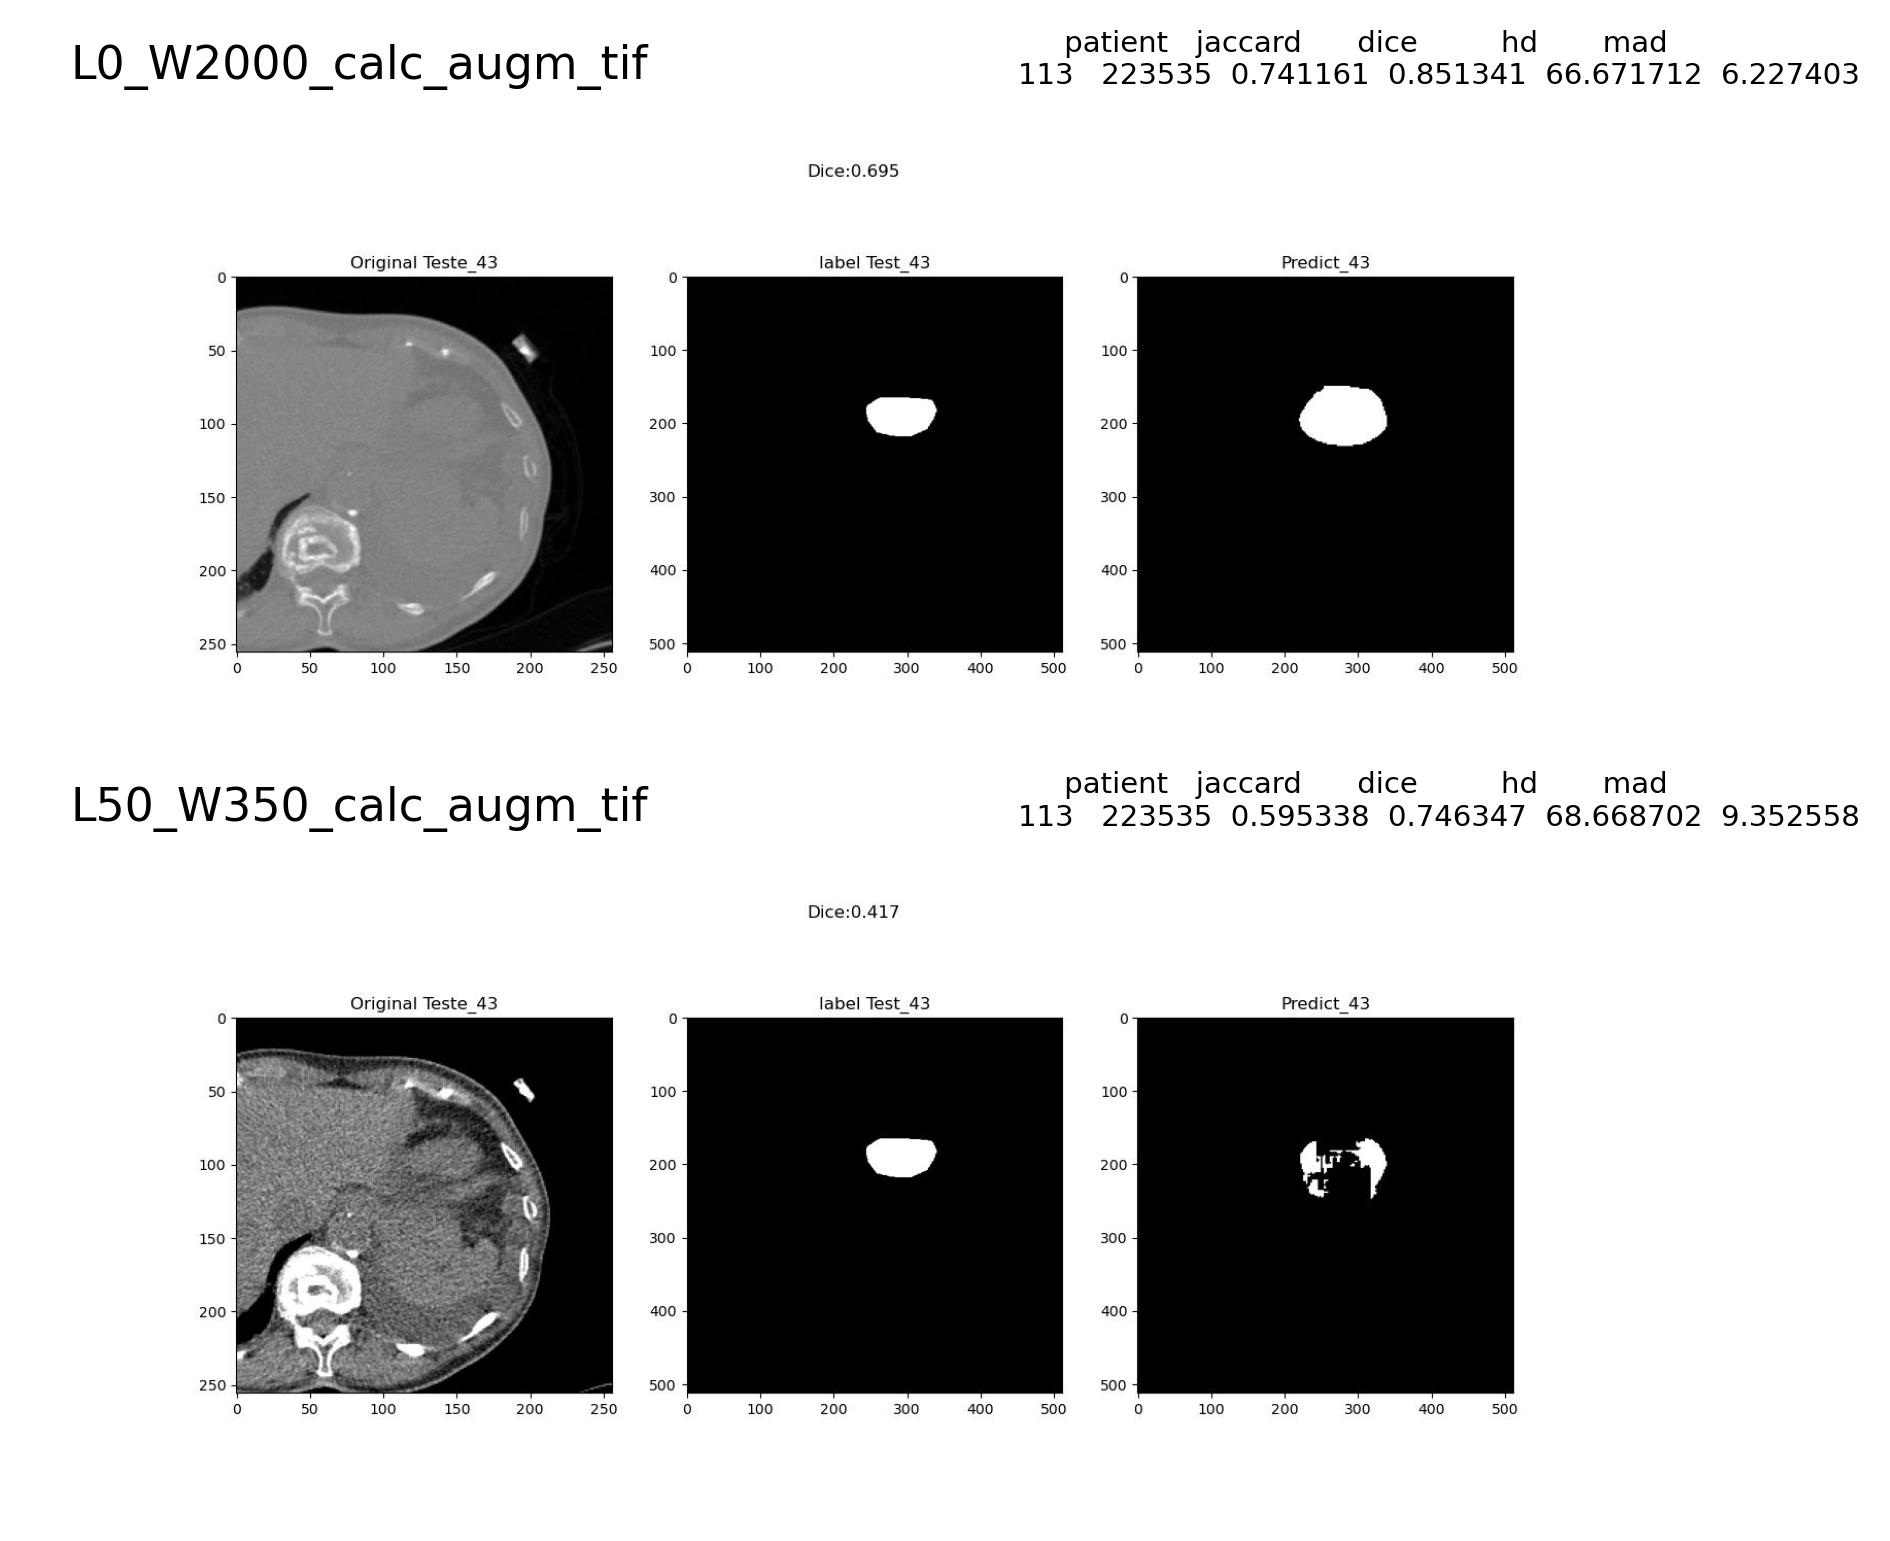 L0_W2000_calc_augm_tif
patient jaccard dice hd mad
113 223535 0.741161 0.851341 66.671712 6.227403
Dice:0.695
Original Teste_43
label Test_43
Predict_43
0
50
100
150
200
250
0 50 100 150 200 250
0
100
200
300
400
500
0 100 200 300 400 500
0
100
200
300
400
500
0 100 200 300 400 500
L50_W350_calc_augm_tif
patient jaccard dice hd mad
113 223535 0.595338 0.746347 68.668702 9.352558
Dice:0.417
Original Teste_43
label Test_43
Predict_43
0
50
100
150
200
250
0 50 100 150 200 250
0
100
200
300
400
500
0 100 200 300 400 500
0
100
200
300
400
500
0 100 200 300 400 500